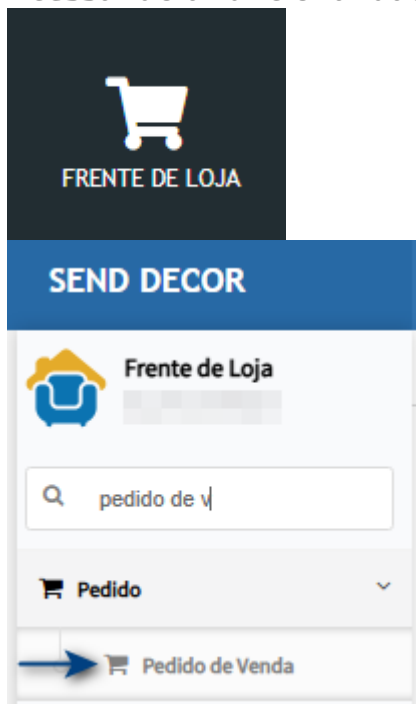 FRENTE DE LOJA
SEND DECOR
Frente de Loja
pedido de v
Pedido
Pedido de Venda